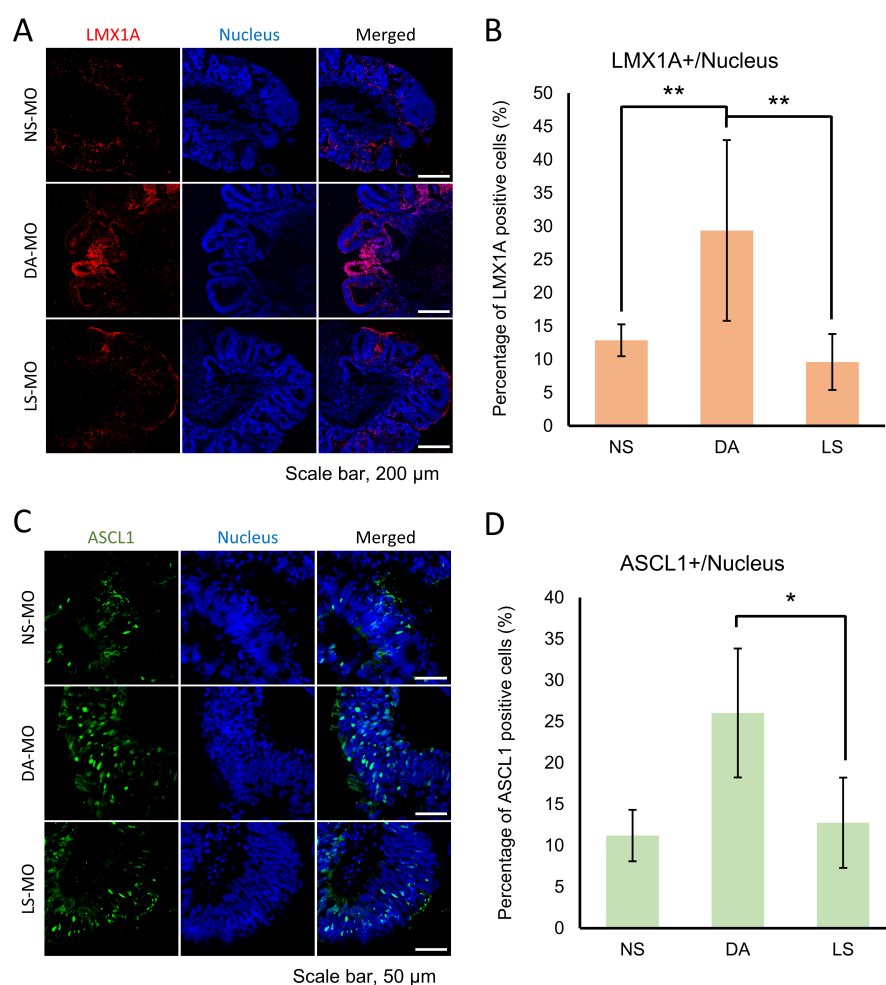 A
LMX1A Nucleus Merged
NS-MO
DA-MO
LS-MO
Scale bar, 200 µm
B
LMX1A+/Nucleus
Percentage of LMX1A positive cells (%)
50
45
40
35
30
25
20
15
10
5
0
** **
NS DA LS
C
ASCL1 Nucleus Merged
NS-MO
DA-MO
LS-MO
Scale bar, 50 µm
D
ASCL1+/Nucleus
Percentage of ASCL1 positive cells (%)
40
35
30
25
20
15
10
5
0
*
NS DA LS